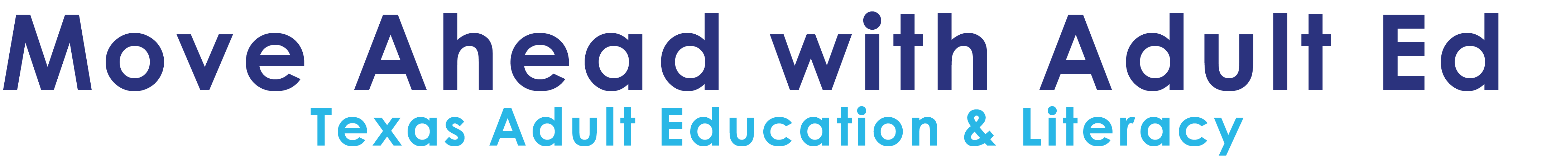 Move Ahead with Adult Ed
Texas Adult Education & Literacy